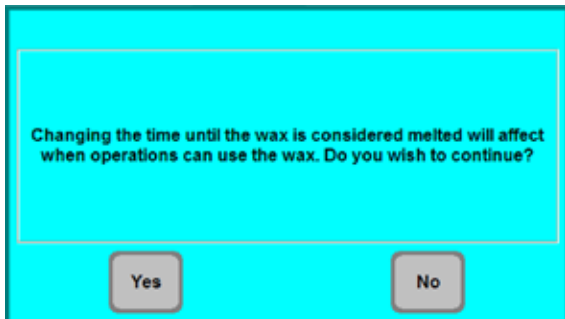 Changing the time until the wax is considered melted will affect
when operations can use the wax. Do you wish to continue?
Yes
No